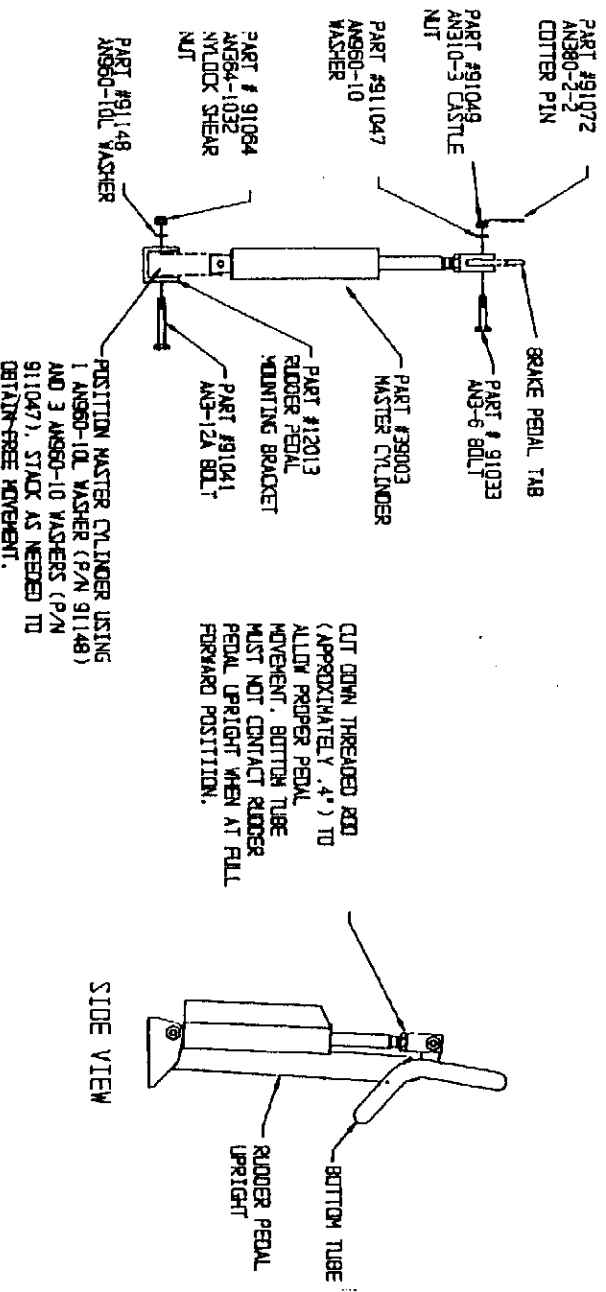 PART #91072
AN380-2-2
COTTER PIN
PART #91049
AN310-3 CASTLE
NUT
PART #911047
AN960-10
WASHER
PART # 91064
AN364-1032
NYLOCK SHEAR
NUT
PART #91148
AN960-10L WASHER
BRAKE PEDAL TAB
PART # 91033
AN3-6 BOLT
PART #39003
MASTER CYLINDER
PART #12013
RUDDER PEDAL
MOUNTING BRACKET
PART #91041
AN3-12A BOLT
POSITION MASTER CYLINDER USING
1 AN960-10L WASHER (P/N 91148)
AND 3 AN960-10 WASHERS (P/N
911047). STACK AS NEEDED TO
OBTAIN FREE MOVEMENT.
CUT DOWN THREADED ROD
(APPROXIMATELY .4") TO
ALLOW PROPER PEDAL
MOVEMENT. BOTTOM TUBE
MUST NOT CONTACT RUDDER
PEDAL UPRIGHT WHEN AT FULL
FORWARD POSITIION.
BOTTOM TUBE
RUDDER PEDAL
UPRIGHT
SIDE VIEW